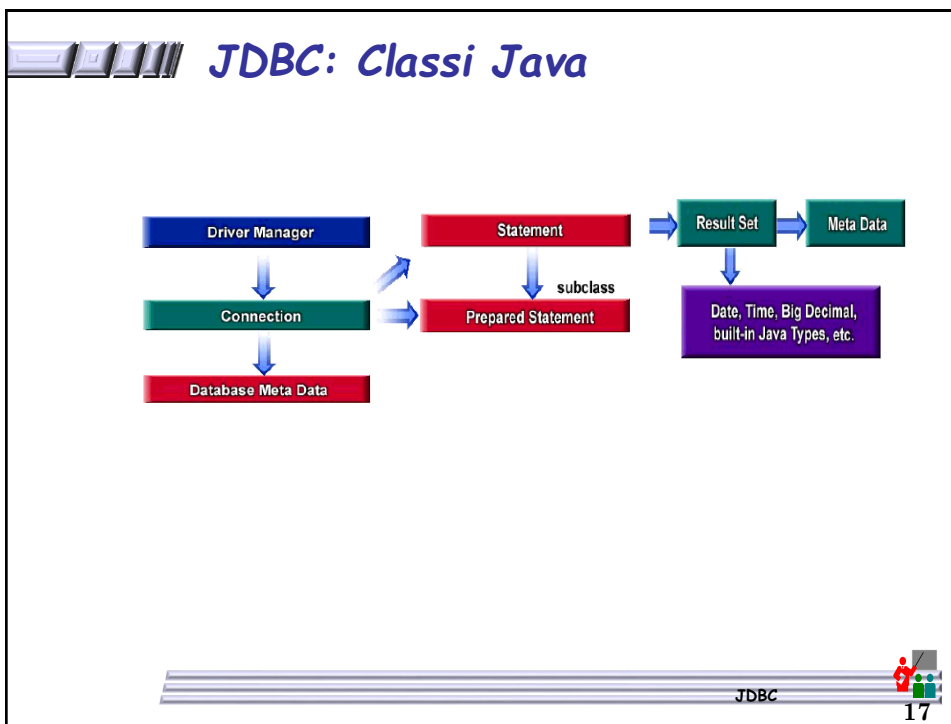 JDBC: Classi Java
Driver Manager
Connection
Database Meta Data
Statement
subclass
Prepared Statement
Result Set
Meta Data
Date, Time, Big Decimal,
built-in Java Types, etc.
JDBC
17